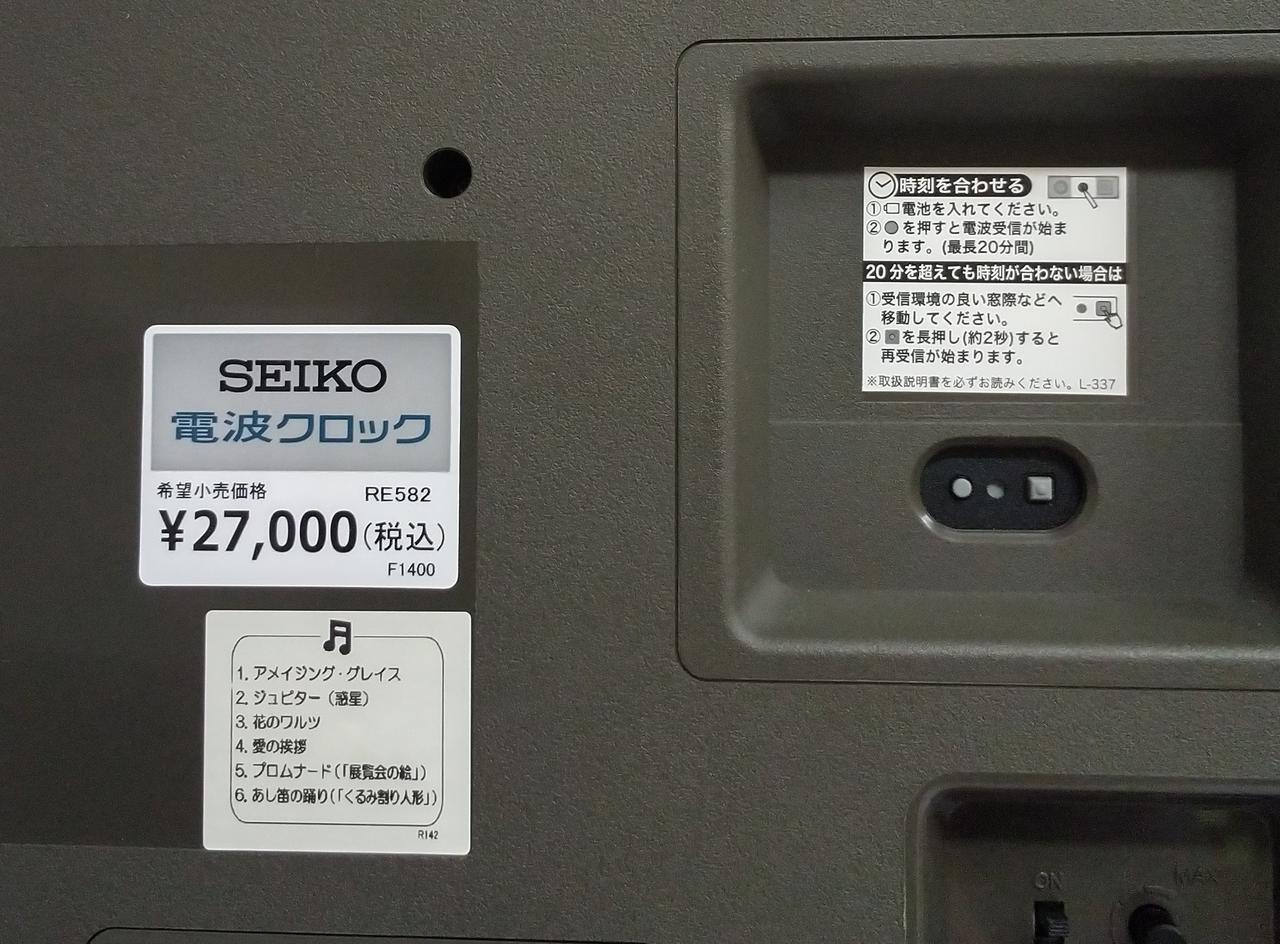 SEIKO
電波クロック
希望小売価格 RE582
¥27,000(税込)
F1400
1. アメイジング・グレイス
2. ジュピター (惑星)
3. 花のワルツ
4. 愛の挨拶
5. プロムナード(「展覧会の絵」)
6. あし笛の踊り(「くるみ割り人形」)
R142
時刻を合わせる
①電池を入れてください。
②を押すと電波受信が始ま
ります。(最長20分間)
20分を超えても時刻が合わない場合は
①受信環境の良い窓際などへ
移動してください。
②を長押し(約2秒)すると
再受信が始まります。
※取扱説明書を必ずお読みください。L-337
ON
MAX